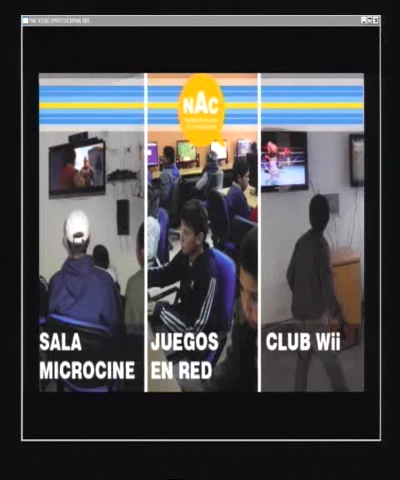 NAC
SALA
MICROCINE
JUEGOS
EN RED
CLUB Wii